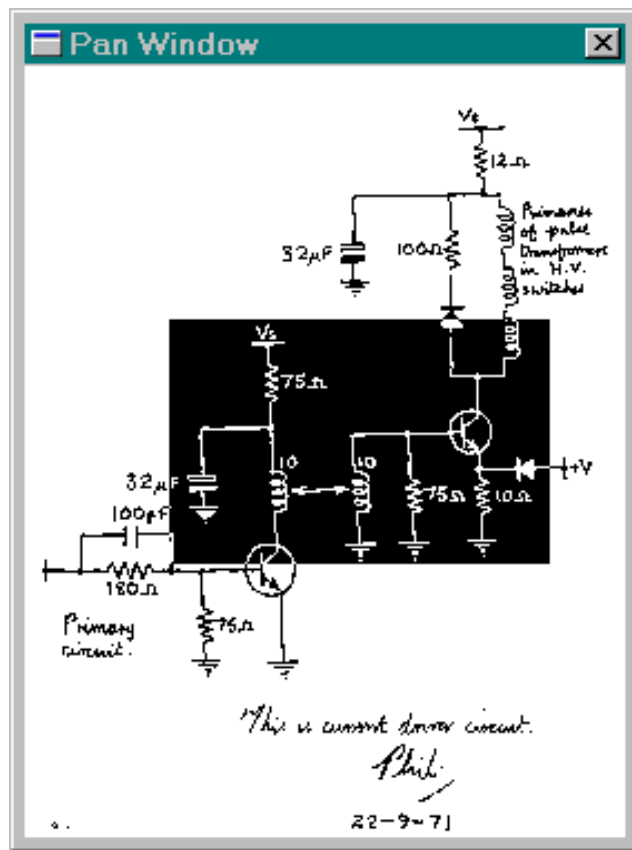 Pan Window
Vs
12Ω
Primaries
of pulse
transformers
in H.V.
switches
32µF
100Ω
Vs
75Ω
10
10
32µF
75Ω
10Ω
+V
100pF
180Ω
75Ω
Primary
circuit.
This is current driver circuit.
Phil.
22-9-71